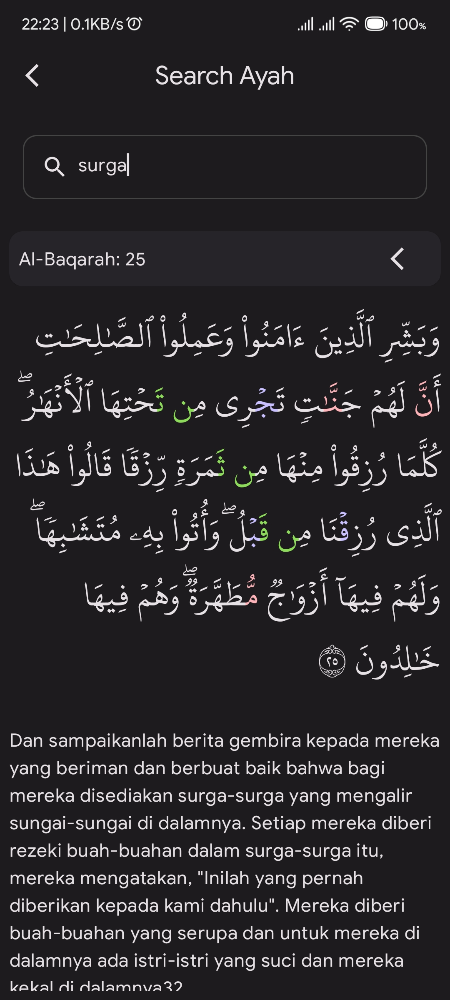 22:23 | 0.1KB/s 100%
Search Ayah
surga
Al-Baqarah: 25
وَبَشِّرِ ٱلَّذِينَ ءَامَنُوا۟ وَعَمِلُوا۟ ٱلصَّـٰلِحَـٰتِ
أَنَّ لَهُمْ جَنَّـٰتٍ تَجْرِى مِن تَحْتِهَا ٱلْأَنْهَـٰرُ ۖ
كُلَّمَا رُزِقُوا۟ مِنْهَا مِن ثَمَرَةٍ رِّزْقًا قَالُوا۟ هَـٰذَا
ٱلَّذِى رُزِقْنَا مِن قَبْلُ ۖ وَأُتُوا۟ بِهِۦ مُتَشَـٰبِهًا ۖ
وَلَهُمْ فِيهَآ أَزْوَٰجٌ مُّطَهَّرَةٌ ۖ وَهُمْ فِيهَا
خَـٰلِدُونَ ٢٥
Dan sampaikanlah berita gembira kepada mereka
yang beriman dan berbuat baik bahwa bagi
mereka disediakan surga-surga yang mengalir
sungai-sungai di dalamnya. Setiap mereka diberi
rezeki buah-buahan dalam surga-surga itu,
mereka mengatakan, "Inilah yang pernah
diberikan kepada kami dahulu". Mereka diberi
buah-buahan yang serupa dan untuk mereka di
dalamnya ada istri-istri yang suci dan mereka
kekal di dalamnya32